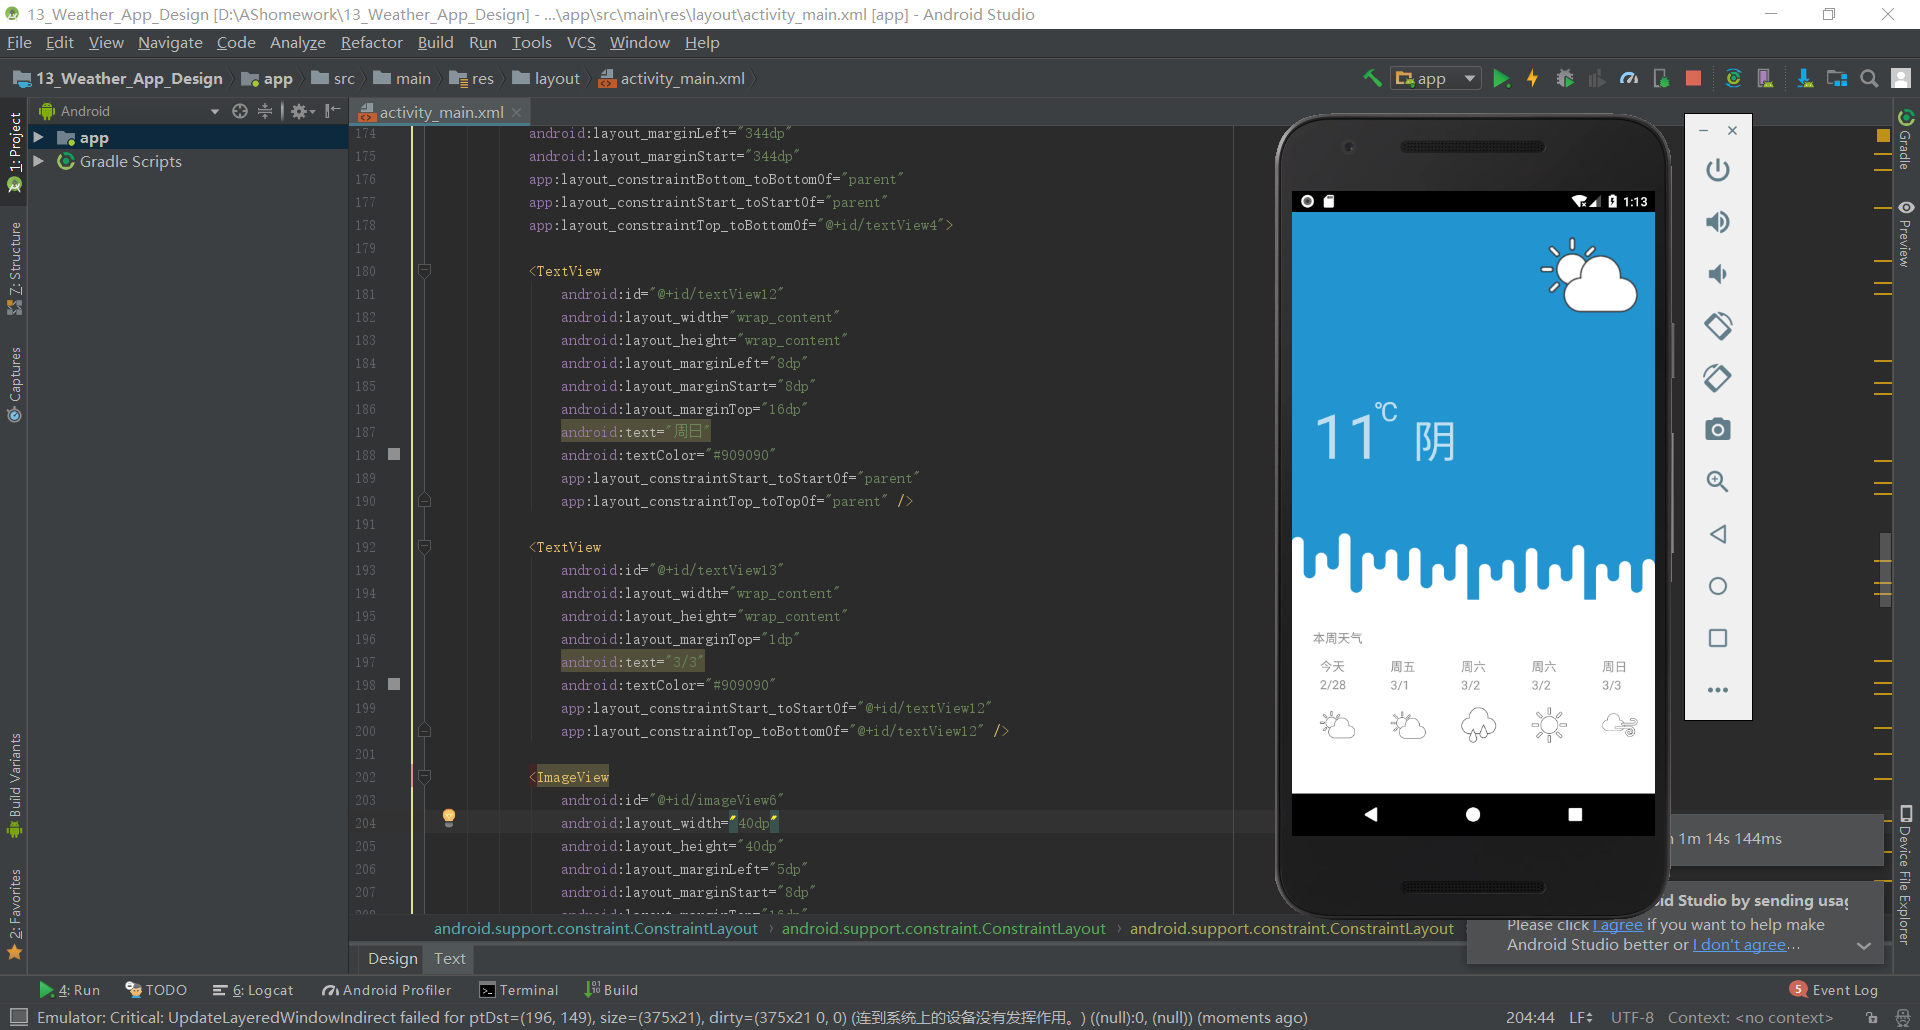 13_Weather_App_Design [D:\AShomework\13_Weather_App_Design] - ...\app\src\main\res\layout\activity_main.xml [app] - Android Studio
File Edit View Navigate Code Analyze Refactor Build Run Tools VCS Window Help
13_Weather_App_Design app src main res layout activity_main.xml app
Android activity_main.xml
app
Gradle Scripts
1: Project
7: Structure
Captures
Build Variants
2: Favorites
174 android:layout_marginLeft="344dp"
175 android:layout_marginStart="344dp"
176 app:layout_constraintBottom_toBottomOf="parent"
177 app:layout_constraintStart_toStartOf="parent"
178 app:layout_constraintTop_toBottomOf="@+id/textView4">
179
180 <TextView
181 android:id="@+id/textView12"
182 android:layout_width="wrap_content"
183 android:layout_height="wrap_content"
184 android:layout_marginLeft="8dp"
185 android:layout_marginStart="8dp"
186 android:layout_marginTop="16dp"
187 android:text="周日"
188 android:textColor="#909090"
189 app:layout_constraintStart_toStartOf="parent"
190 app:layout_constraintTop_toTopOf="parent" />
191
192 <TextView
193 android:id="@+id/textView13"
194 android:layout_width="wrap_content"
195 android:layout_height="wrap_content"
196 android:layout_marginTop="1dp"
197 android:text="3/3"
198 android:textColor="#909090"
199 app:layout_constraintStart_toStartOf="@+id/textView12"
200 app:layout_constraintTop_toBottomOf="@+id/textView12" />
201
202 <ImageView
203 android:id="@+id/imageView6"
204 android:layout_width="40dp"
205 android:layout_height="40dp"
206 android:layout_marginLeft="5dp"
207 android:layout_marginStart="8dp"
1:13
11 ℃ 阴
本周天气
今天 周五 周六 周六 周日
2/28 3/1 3/2 3/2 3/3
Gradle
Preview
Device File Explorer
1m 14s 144ms
Studio by sending
Please click I agree if you want to help make
Android Studio better or I don't agree...
android.support.constraint.ConstraintLayout › android.support.constraint.ConstraintLayout › android.support.constraint.ConstraintLayout
Design Text
4: Run TODO 6: Logcat Android Profiler Terminal Build 5 Event Log
Emulator: Critical: UpdateLayeredWindowIndirect failed for ptDst=(196, 149), size=(375x21), dirty=(375x21 0, 0) (连到系统上的设备没有发挥作用。) ((null):0, (null)) (moments ago) 204:44 LF UTF-8 Context: <no context>